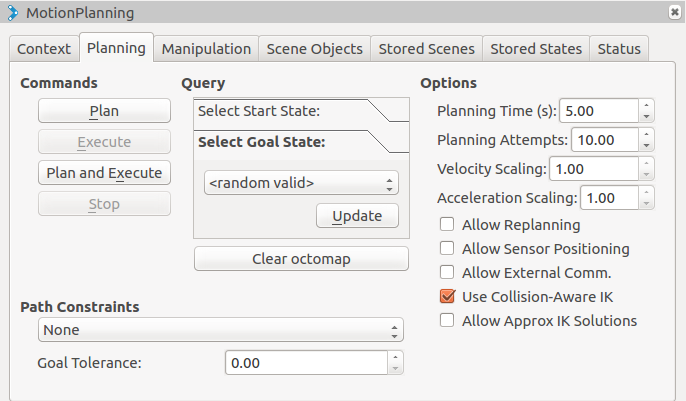 MotionPlanning
Context Planning Manipulation Scene Objects Stored Scenes Stored States Status
Commands
Plan
Execute
Plan and Execute
Stop
Query
Select Start State:
Select Goal State:
<random valid>
Update
Clear octomap
Options
Planning Time (s): 5.00
Planning Attempts: 10.00
Velocity Scaling: 1.00
Acceleration Scaling: 1.00
Allow Replanning
Allow Sensor Positioning
Allow External Comm.
Use Collision-Aware IK
Allow Approx IK Solutions
Path Constraints
None
Goal Tolerance: 0.00